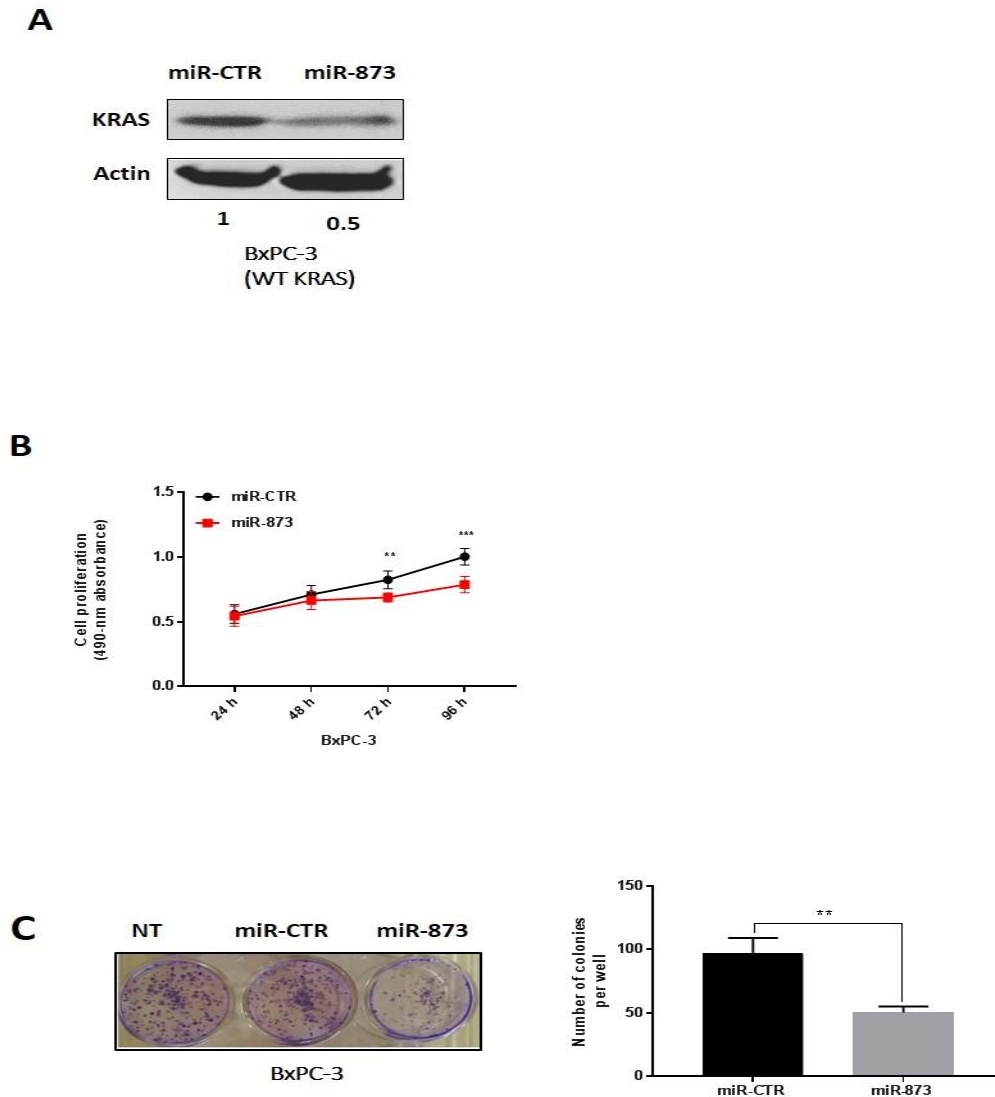 A
miR-CTR miR-873
KRAS
Actin
1 0.5
BxPC-3
(WT KRAS)
B
Cell proliferation
(490-nm absorbance)
1.5
1.0
0.5
0.0
miR-CTR
miR-873
** ***
24 h 48 h 72 h 96 h
BxPC-3
C
NT miR-CTR miR-873
BxPC-3
Number of colonies
per well
150
100
50
0
**
miR-CTR miR-873